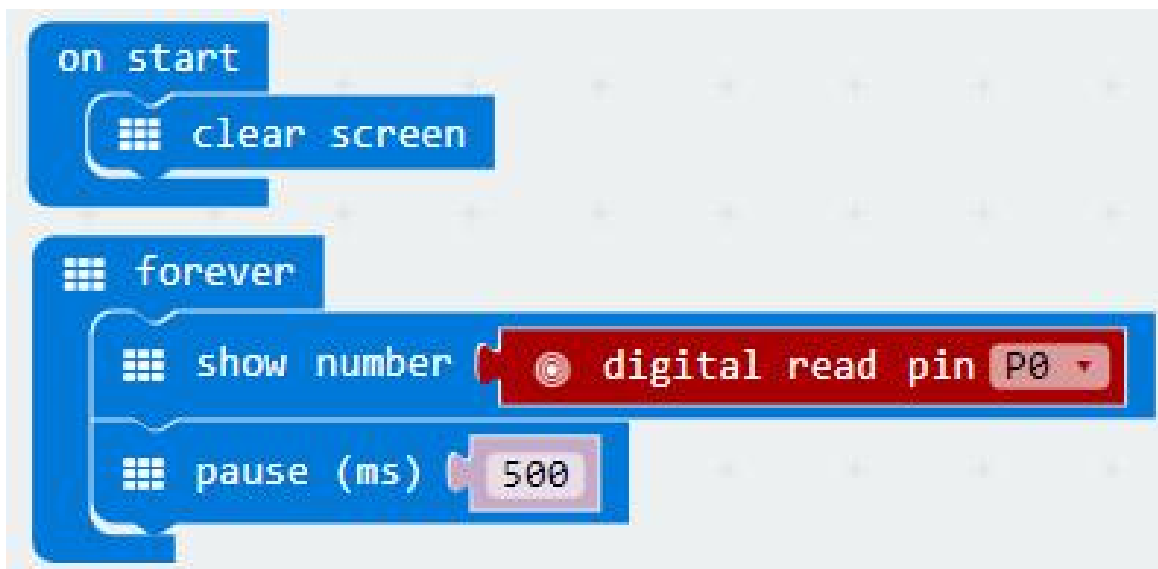 on start
clear screen
forever
show number digital read pin P0
pause (ms) 500